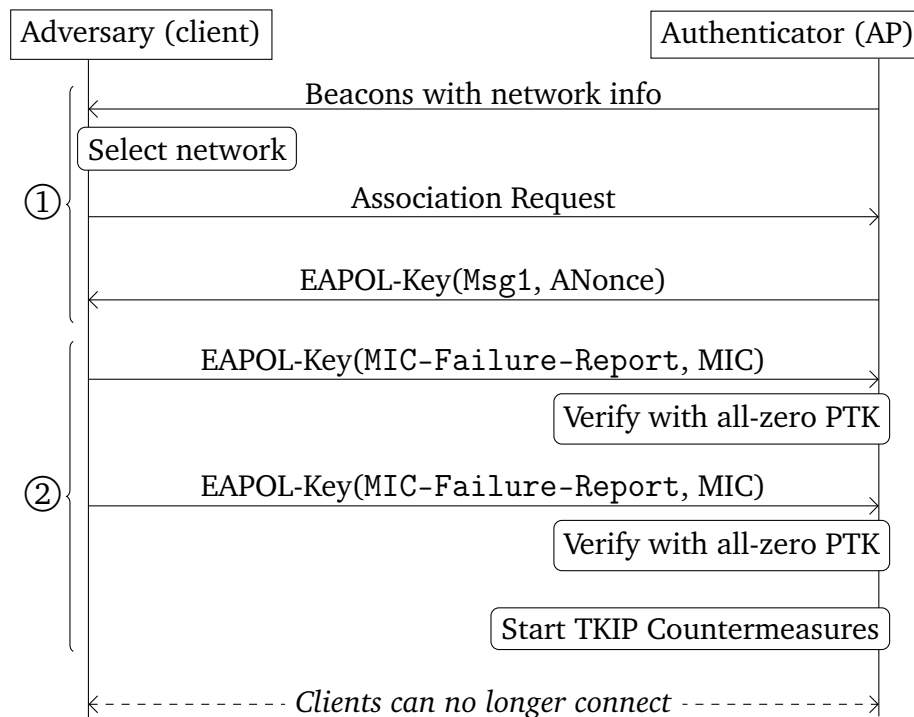 Adversary (client)
Authenticator (AP)
Beacons with network info
Select network
①
Association Request
EAPOL-Key(Msg1, ANonce)
EAPOL-Key(MIC-Failure-Report, MIC)
Verify with all-zero PTK
②
EAPOL-Key(MIC-Failure-Report, MIC)
Verify with all-zero PTK
Start TKIP Countermeasures
Clients can no longer connect